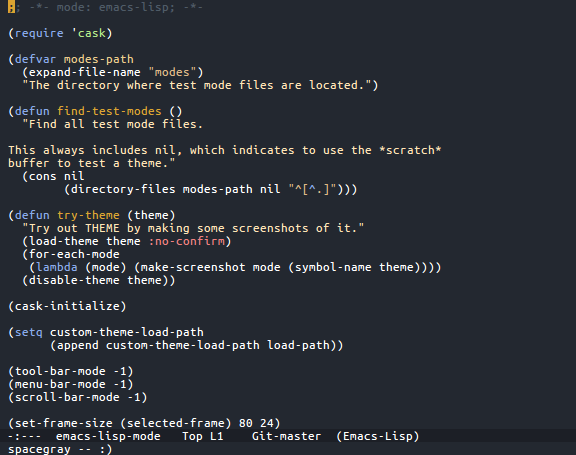 ;; -*- mode: emacs-lisp; -*-

(require 'cask)

(defvar modes-path
  (expand-file-name "modes")
  "The directory where test mode files are located.")

(defun find-test-modes ()
  "Find all test mode files.

This always includes nil, which indicates to use the *scratch*
buffer to test a theme."
  (cons nil
        (directory-files modes-path nil "^[^.]")))

(defun try-theme (theme)
  "Try out THEME by making some screenshots of it."
  (load-theme theme :no-confirm)
  (for-each-mode
   (lambda (mode) (make-screenshot mode (symbol-name theme))))
  (disable-theme theme))

(cask-initialize)

(setq custom-theme-load-path
      (append custom-theme-load-path load-path))

(tool-bar-mode -1)
(menu-bar-mode -1)
(scroll-bar-mode -1)

(set-frame-size (selected-frame) 80 24)
-:---  emacs-lisp-mode   Top L1    Git-master  (Emacs-Lisp)
spacegray -- :)